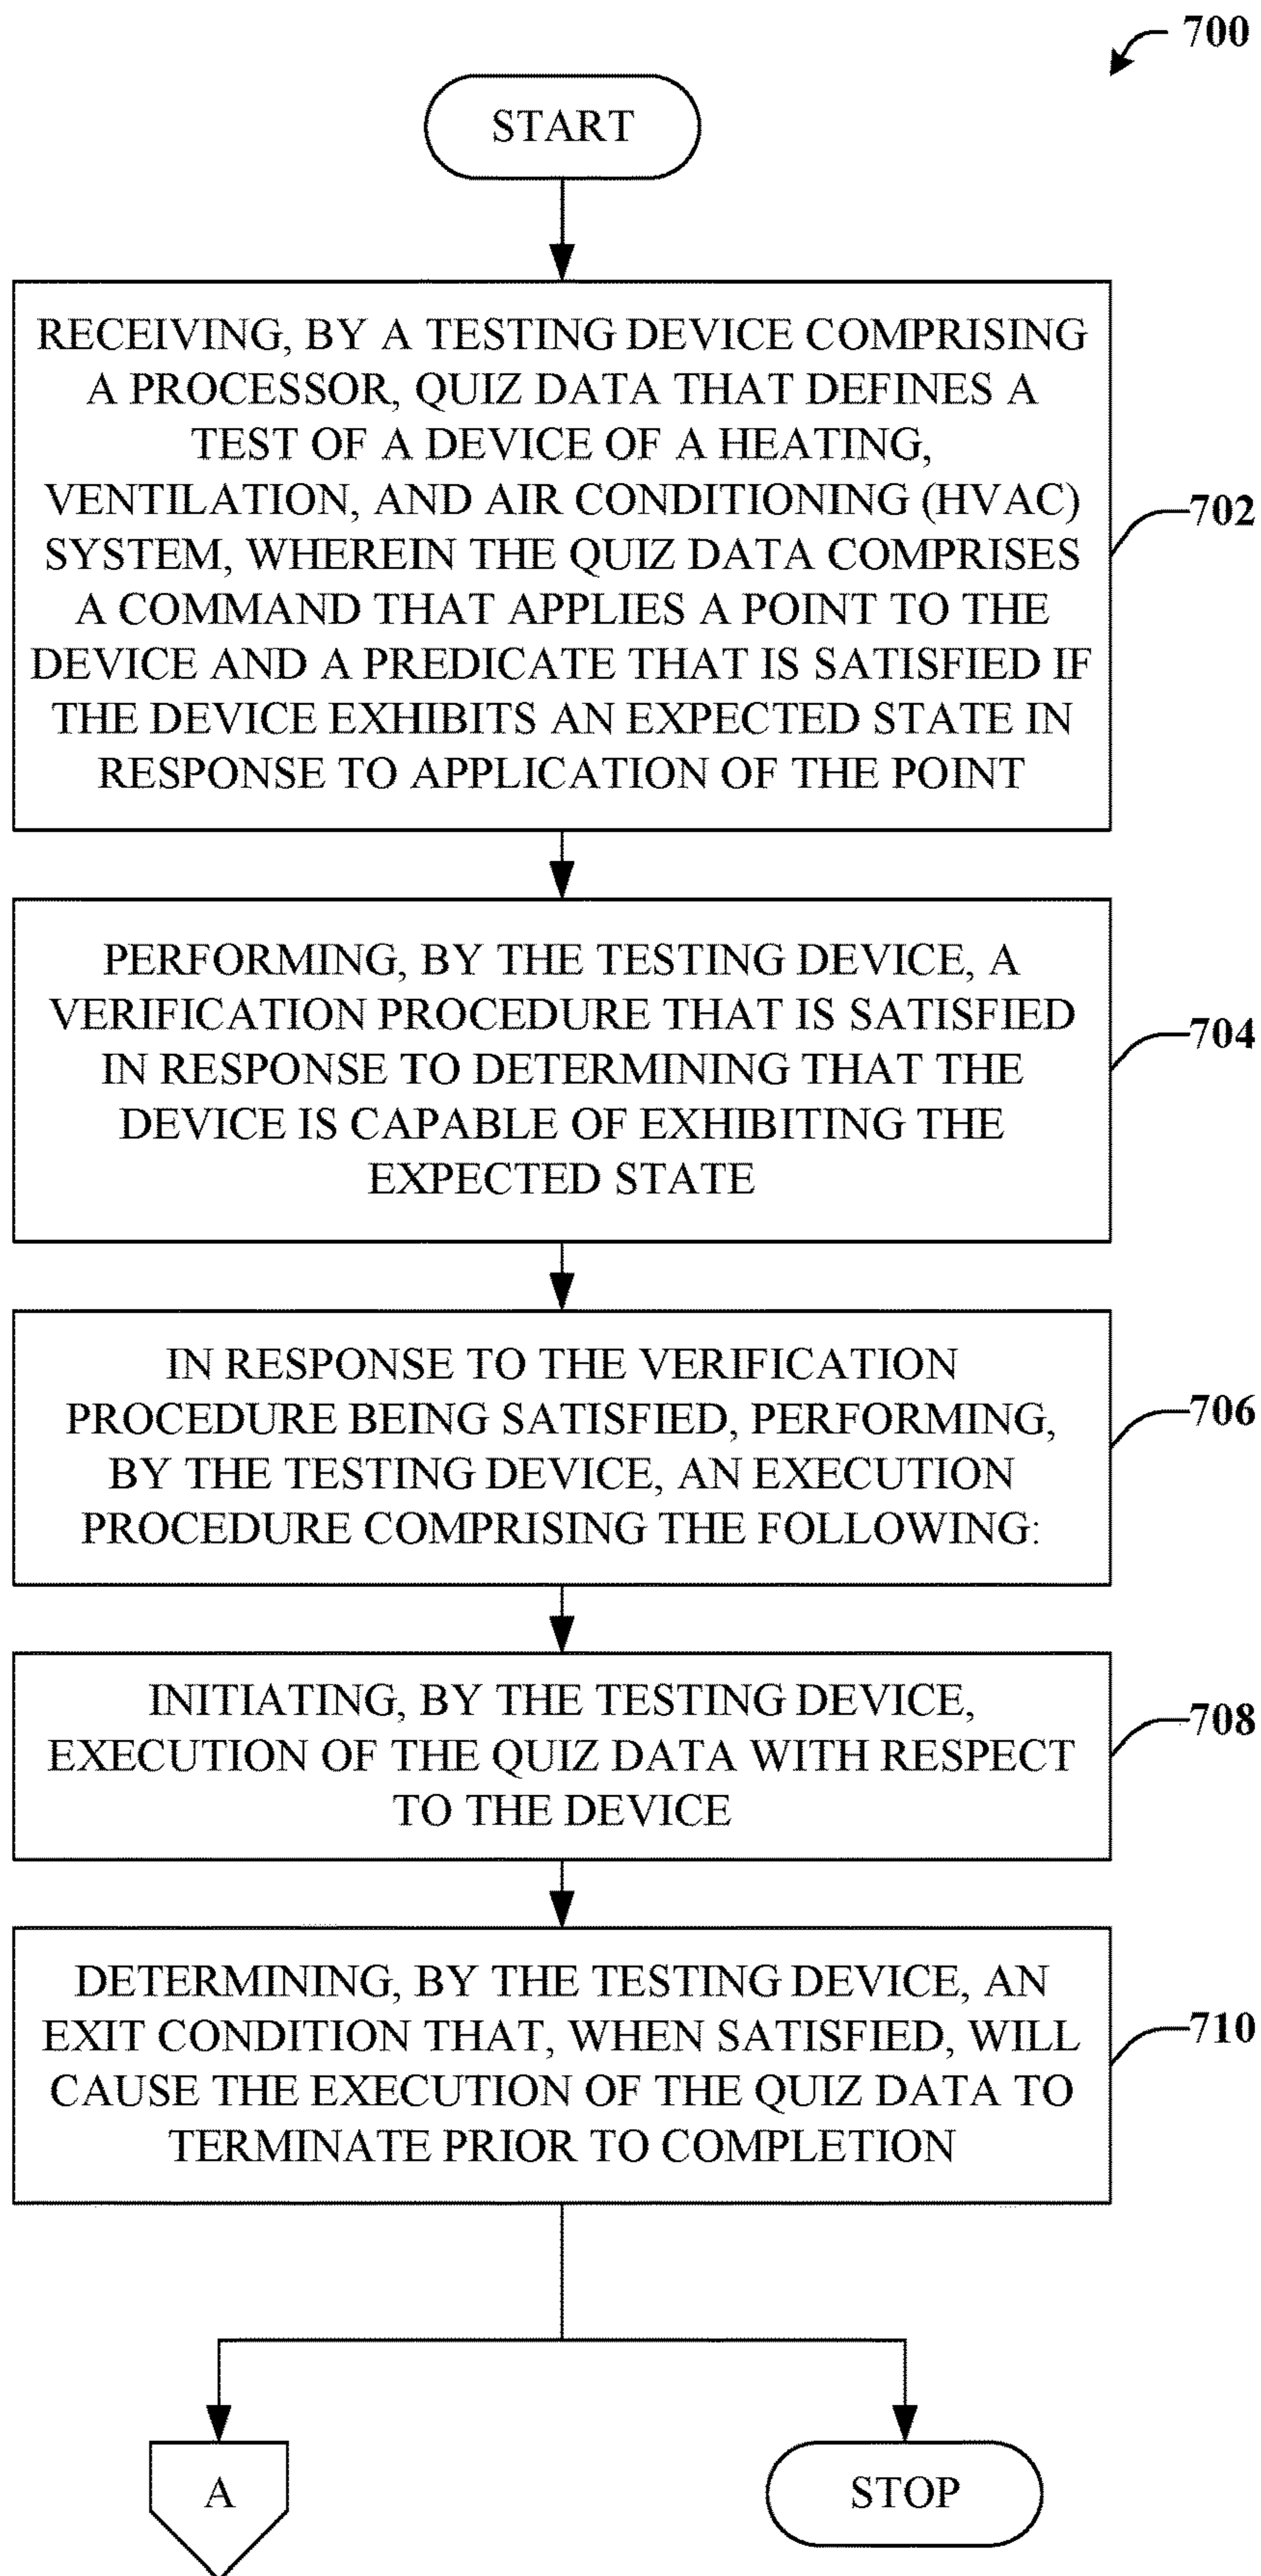 700
START
RECEIVING, BY A TESTING DEVICE COMPRISING
A PROCESSOR, QUIZ DATA THAT DEFINES A
TEST OF A DEVICE OF A HEATING,
VENTILATION, AND AIR CONDITIONING (HVAC)
SYSTEM, WHEREIN THE QUIZ DATA COMPRISES
A COMMAND THAT APPLIES A POINT TO THE
DEVICE AND A PREDICATE THAT IS SATISFIED IF
THE DEVICE EXHIBITS AN EXPECTED STATE IN
RESPONSE TO APPLICATION OF THE POINT
702
PERFORMING, BY THE TESTING DEVICE, A
VERIFICATION PROCEDURE THAT IS SATISFIED
IN RESPONSE TO DETERMINING THAT THE
DEVICE IS CAPABLE OF EXHIBITING THE
EXPECTED STATE
704
IN RESPONSE TO THE VERIFICATION
PROCEDURE BEING SATISFIED, PERFORMING,
BY THE TESTING DEVICE, AN EXECUTION
PROCEDURE COMPRISING THE FOLLOWING:
706
INITIATING, BY THE TESTING DEVICE,
EXECUTION OF THE QUIZ DATA WITH RESPECT
TO THE DEVICE
708
DETERMINING, BY THE TESTING DEVICE, AN
EXIT CONDITION THAT, WHEN SATISFIED, WILL
CAUSE THE EXECUTION OF THE QUIZ DATA TO
TERMINATE PRIOR TO COMPLETION
710
A
STOP